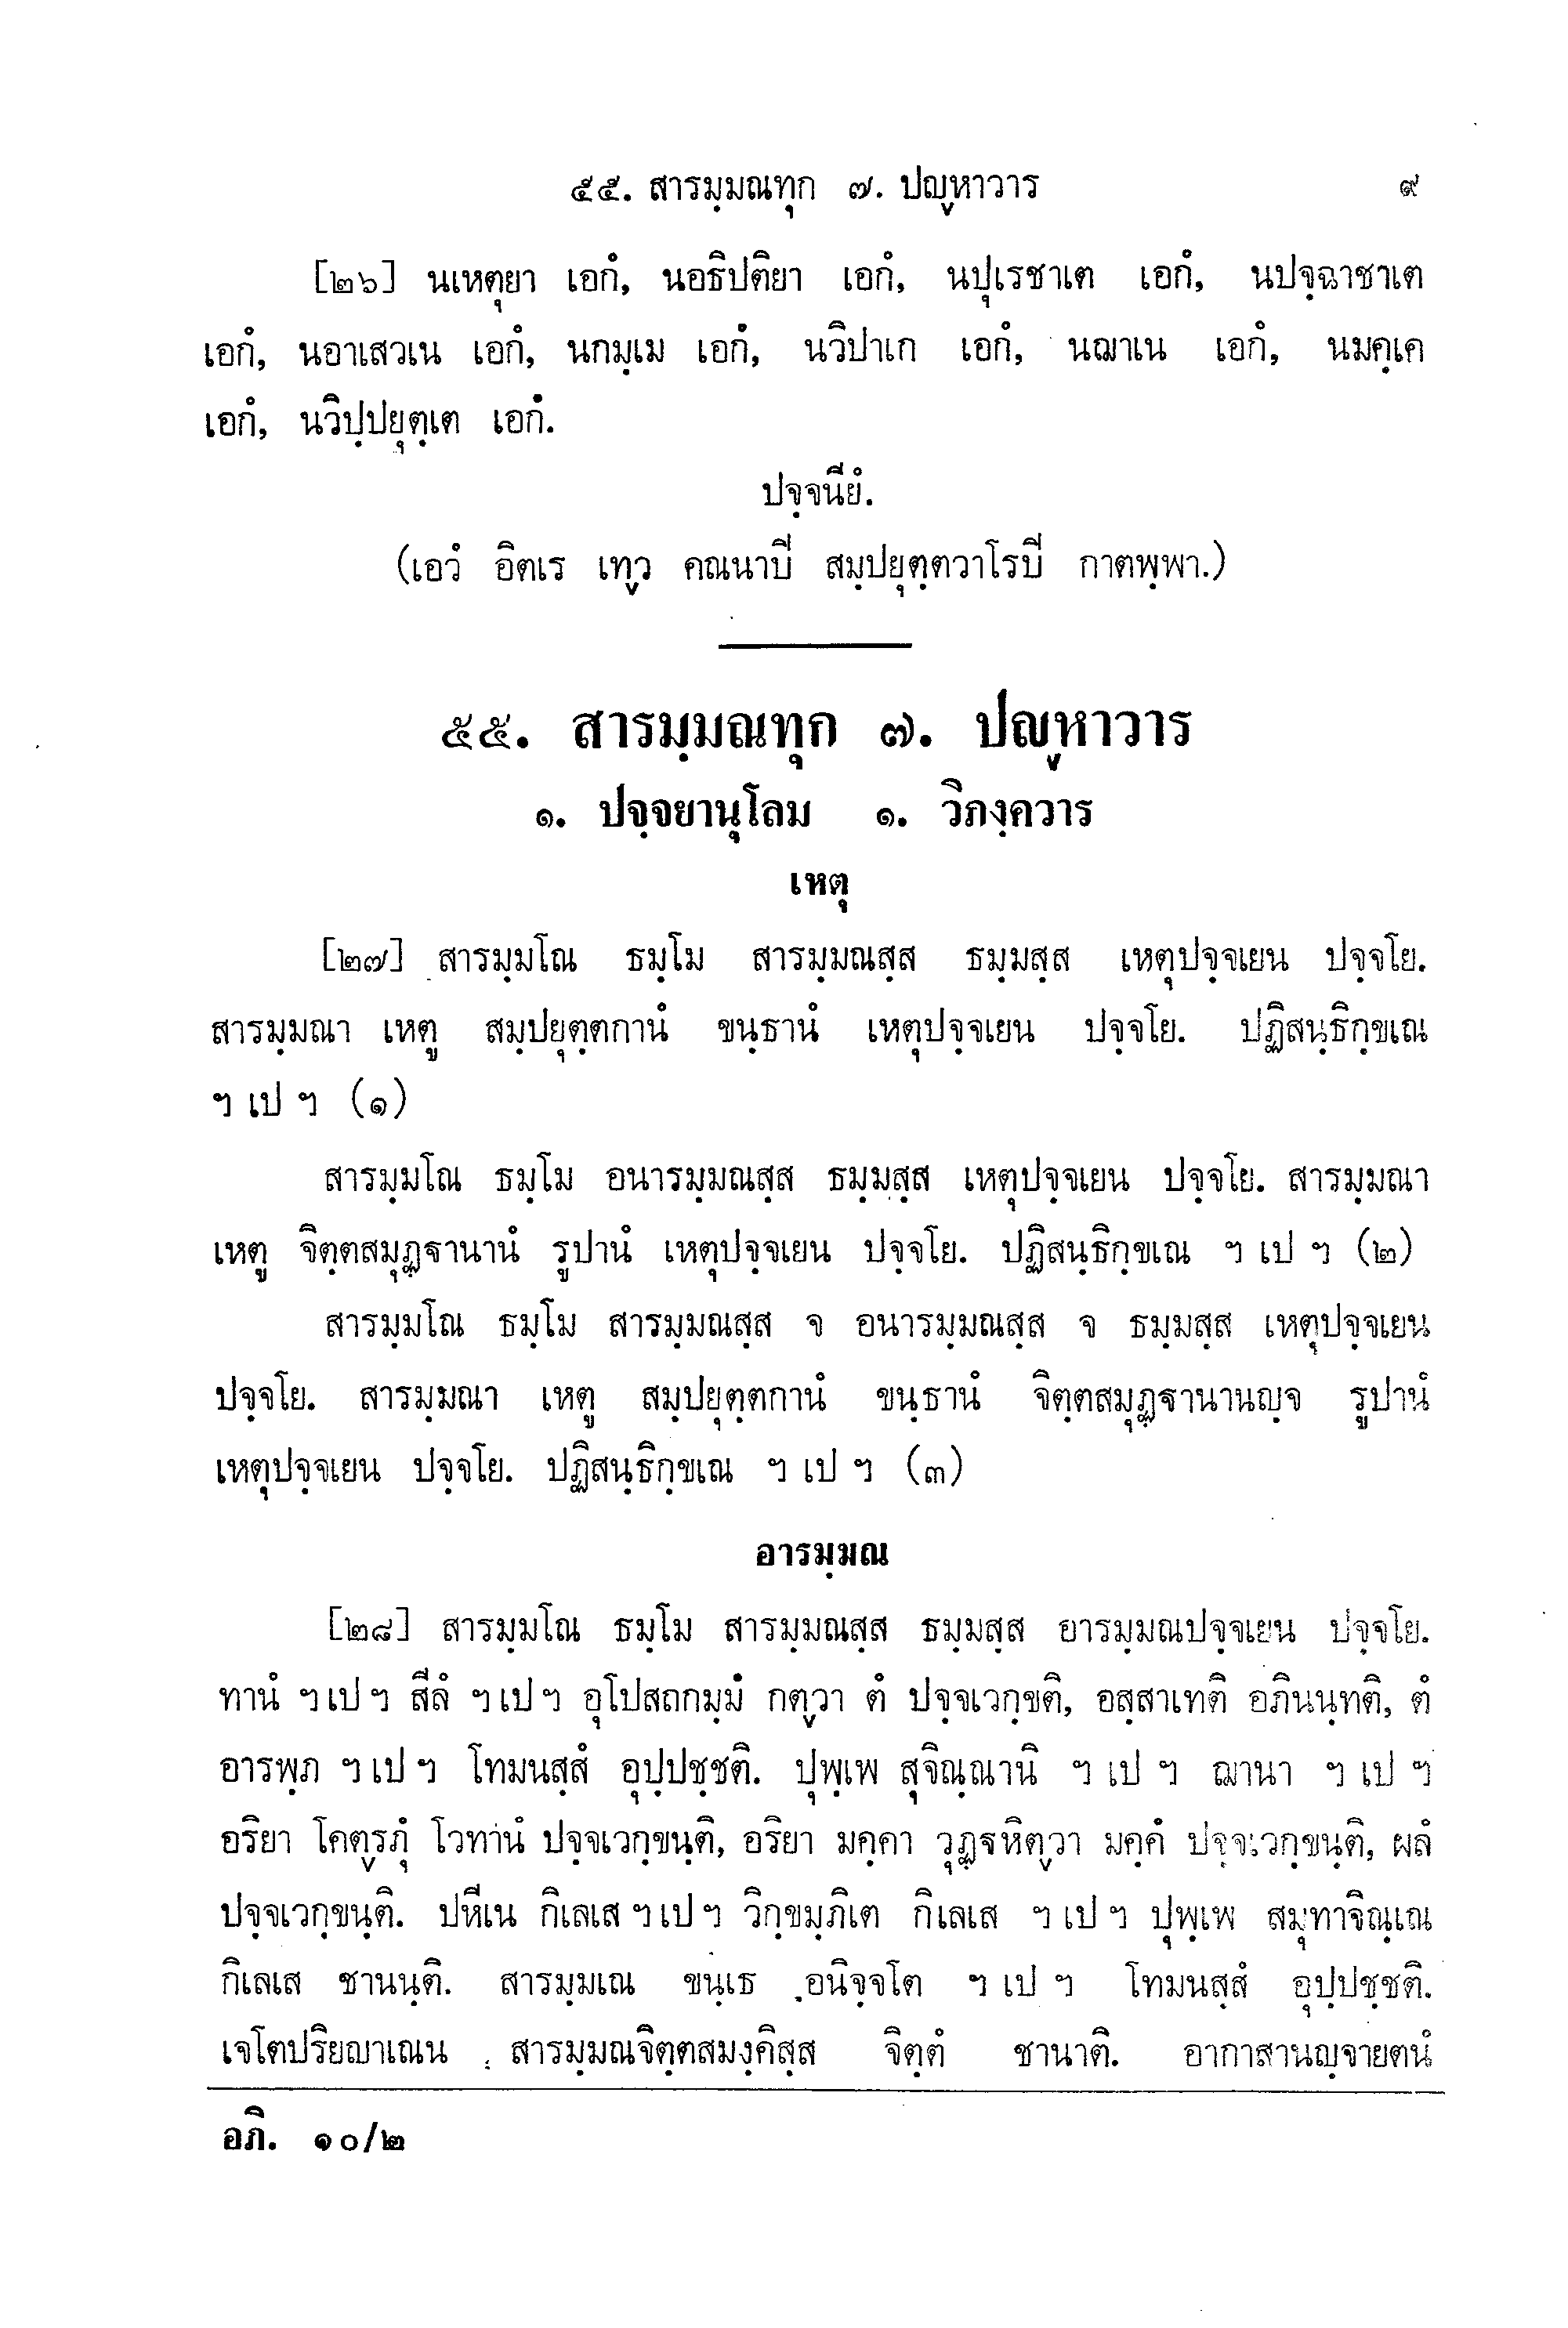 ๕๕. สารมฺมณทุก ๗. ปญฺหาวาร ๙
[๒๖] นเหตุยา เอกํ, นอธิปติยา เอกํ, นปุเรชาเต เอกํ, นปจฺฉาชาเต
เอกํ, นอาเสวเน เอกํ, นกมฺเม เอกํ, นวิปาเก เอกํ, นฌาเน เอกํ, นมคฺเค
เอกํ, นวิปฺปยุตฺเต เอกํ.
ปจฺจนียํ.
(เอวํ อิตเร เทฺว คณนาบี สมฺปยุตฺตวาโรบี กาตพฺพา.)
๕๕. สารมฺมณทุก ๗. ปญฺหาวาร
๑. ปจฺจยานุโลม ๑. วิภงฺควาร
เหตุ
[๒๗] สารมฺมโณ ธมฺโม สารมฺมณสฺส ธมฺมสฺส เหตุปจฺจเยน ปจฺจโย.
สารมฺมณา เหตู สมฺปยุตฺตกานํ ขนฺธานํ เหตุปจฺจเยน ปจฺจโย. ปฏิสนฺธิกฺขเณ
ฯ เป ฯ (๑)
สารมฺมโณ ธมฺโม อนารมฺมณสฺส ธมฺมสฺส เหตุปจฺจเยน ปจฺจโย. สารมฺมณา
เหตู จิตฺตสมุฏฺฐานานํ รูปานํ เหตุปจฺจเยน ปจฺจโย. ปฏิสนฺธิกฺขเณ ฯ เป ฯ (๒)
สารมฺมโณ ธมฺโม สารมฺมณสฺส จ อนารมฺมณสฺส จ ธมฺมสฺส เหตุปจฺจเยน
ปจฺจโย. สารมฺมณา เหตู สมฺปยุตฺตกานํ ขนฺธานํ จิตฺตสมุฏฺฐานานญฺจ รูปานํ
เหตุปจฺจเยน ปจฺจโย. ปฏิสนฺธิกฺขเณ ฯ เป ฯ (๓)
อารมฺมณ
[๒๘] สารมฺมโณ ธมฺโม สารมฺมณสฺส ธมฺมสฺส อารมฺมณปจฺจเยน ปจฺจโย.
ทานํ ฯ เป ฯ สีลํ ฯ เป ฯ อุโปสถกมฺมํ กตฺวา ตํ ปจฺจเวกฺขติ, อสฺสาเทติ อภินนฺทติ, ตํ
อารพฺภ ฯ เป ฯ โทมนสฺสํ อุปฺปชฺชติ. ปุพฺเพ สุจิณฺณานิ ฯ เป ฯ ฌานา ฯ เป ฯ
อริยา โคตฺรภุํ โวทานํ ปจฺจเวกฺขนฺติ, อริยา มคฺคา วุฏฺฐหิตฺวา มคฺคํ ปจฺจเวกฺขนฺติ, ผลํ
ปจฺจเวกฺขนฺติ. ปหีเน กิเลเส ฯ เป ฯ วิกฺขมฺภิเต กิเลเส ฯ เป ฯ ปุพฺเพ สมุทาจิณฺเณ
กิเลเส ชานนฺติ. สารมฺมเณ ขนฺเธ อนิจฺจโต ฯ เป ฯ โทมนสฺสํ อุปฺปชฺชติ.
เจโตปริยญาเณน สารมฺมณจิตฺตสมงฺคิสฺส จิตฺตํ ชานาติ. อากาสานญฺจายตนํ
อภิ. ๑๐/๒